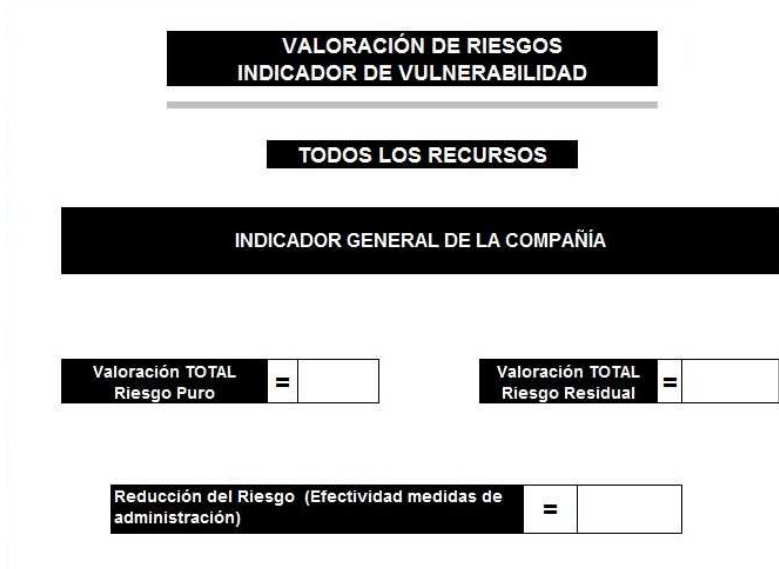 VALORACIÓN DE RIESGOS
INDICADOR DE VULNERABILIDAD
TODOS LOS RECURSOS
INDICADOR GENERAL DE LA COMPAÑÍA
Valoración TOTAL
Riesgo Puro
=
Valoración TOTAL
Riesgo Residual
=
Reducción del Riesgo (Efectividad medidas de
administración)
=